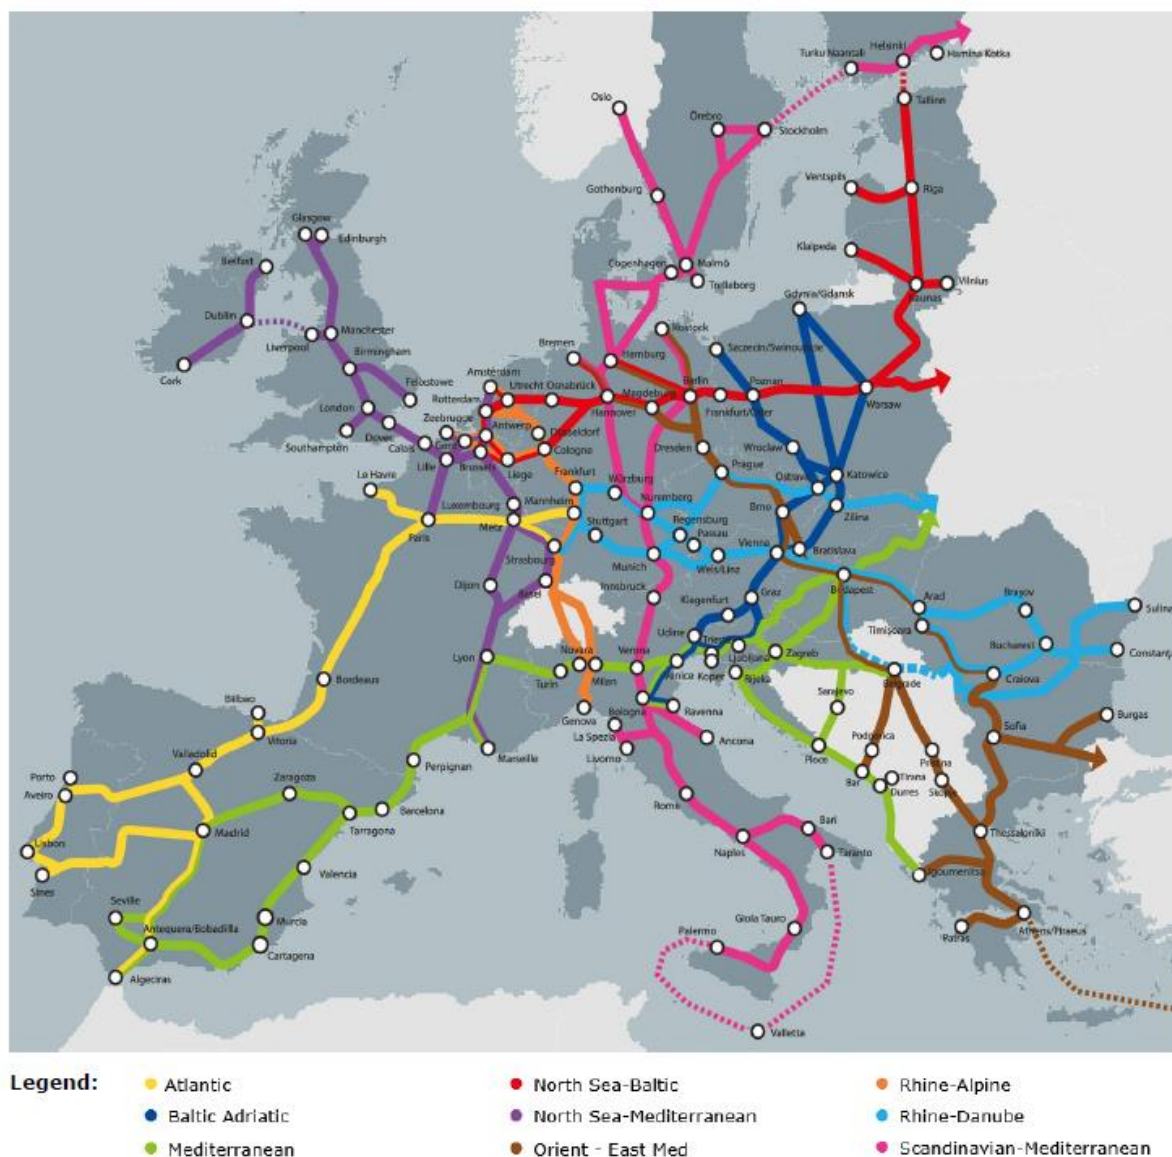 Helsinki
Turku Naantali
Hamina Kotka
Oslo
Örebro
Stockholm
Tallinn
Gothenburg
Ventspils
Riga
Glasgow
Edinburgh
Belfast
Klaipeda
Copenhagen
Malmö
Trelleborg
Vilnius
Kaunas
Gdynia/Gdansk
Dublin
Liverpool
Manchester
Birmingham
Cork
Rostock
Bremen
Hamburg
Szczecin/Swinoujscie
Amsterdam
Utrecht
Osnabrück
Felixstowe
Rotterdam
Magdeburg
Berlin
Poznan
Warsaw
London
Zeebrugge
Hannover
Frankfurt/Oder
Dover
Antwerp
Düsseldorf
Southampton
Calais
Cologne
Dresden
Wroclaw
Lille
Brussels
Liege
Le Havre
Frankfurt
Prague
Ostrava
Katowice
Würzburg
Luxembourg
Mannheim
Nuremberg
Paris
Metz
Stuttgart
Regensburg
Brno
Zilina
Passau
Strasbourg
Munich
Wels/Linz
Vienna
Bratislava
Dijon
Basel
Innsbruck
Klagenfurt
Graz
Budapest
Arad
Braşov
Sulina
Udine
Timişoara
Lyon
Novara
Verona
Trieste
Ljubljana
Zagreb
Bucharest
Constanţa
Turin
Milan
Venice
Koper
Rijeka
Belgrade
Craiova
Bordeaux
Genova
Bologna
Ravenna
Sarajevo
Bilbao
La Spezia
Ancona
Burgas
Vitoria
Marseille
Livorno
Ploce
Podgorica
Sofia
Valladolid
Perpignan
Bar
Pristina
Porto
Zaragoza
Tirana
Durres
Skopje
Aveiro
Rome
Barcelona
Madrid
Tarragona
Bari
Thessaloniki
Lisbon
Naples
Taranto
Sines
Valencia
Igoumenitsa
Seville
Murcia
Gioia Tauro
Antequera/Bobadilla
Palermo
Patras
Athens/Piraeus
Cartagena
Algeciras
Valletta
Legend:
Atlantic
North Sea-Baltic
Rhine-Alpine
Baltic Adriatic
North Sea-Mediterranean
Rhine-Danube
Mediterranean
Orient - East Med
Scandinavian-Mediterranean